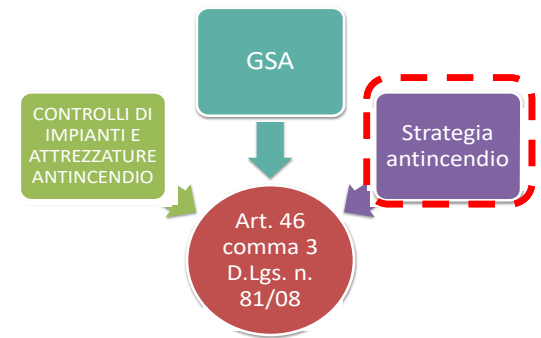 GSA
CONTROLLI DI
IMPIANTI E
ATTREZZATURE
ANTINCENDIO
Strategia
antincendio
Art. 46
comma 3
D.Lgs. n.
81/08